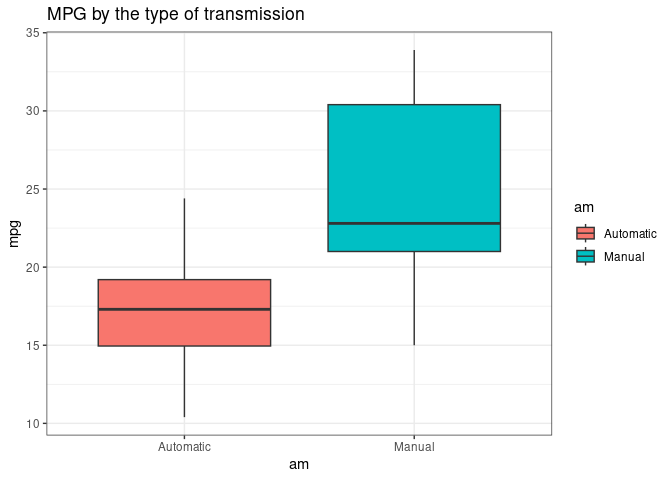 MPG by the type of transmission
35
30
25
20
15
10
mpg
Automatic
Manual
am
am
Automatic
Manual